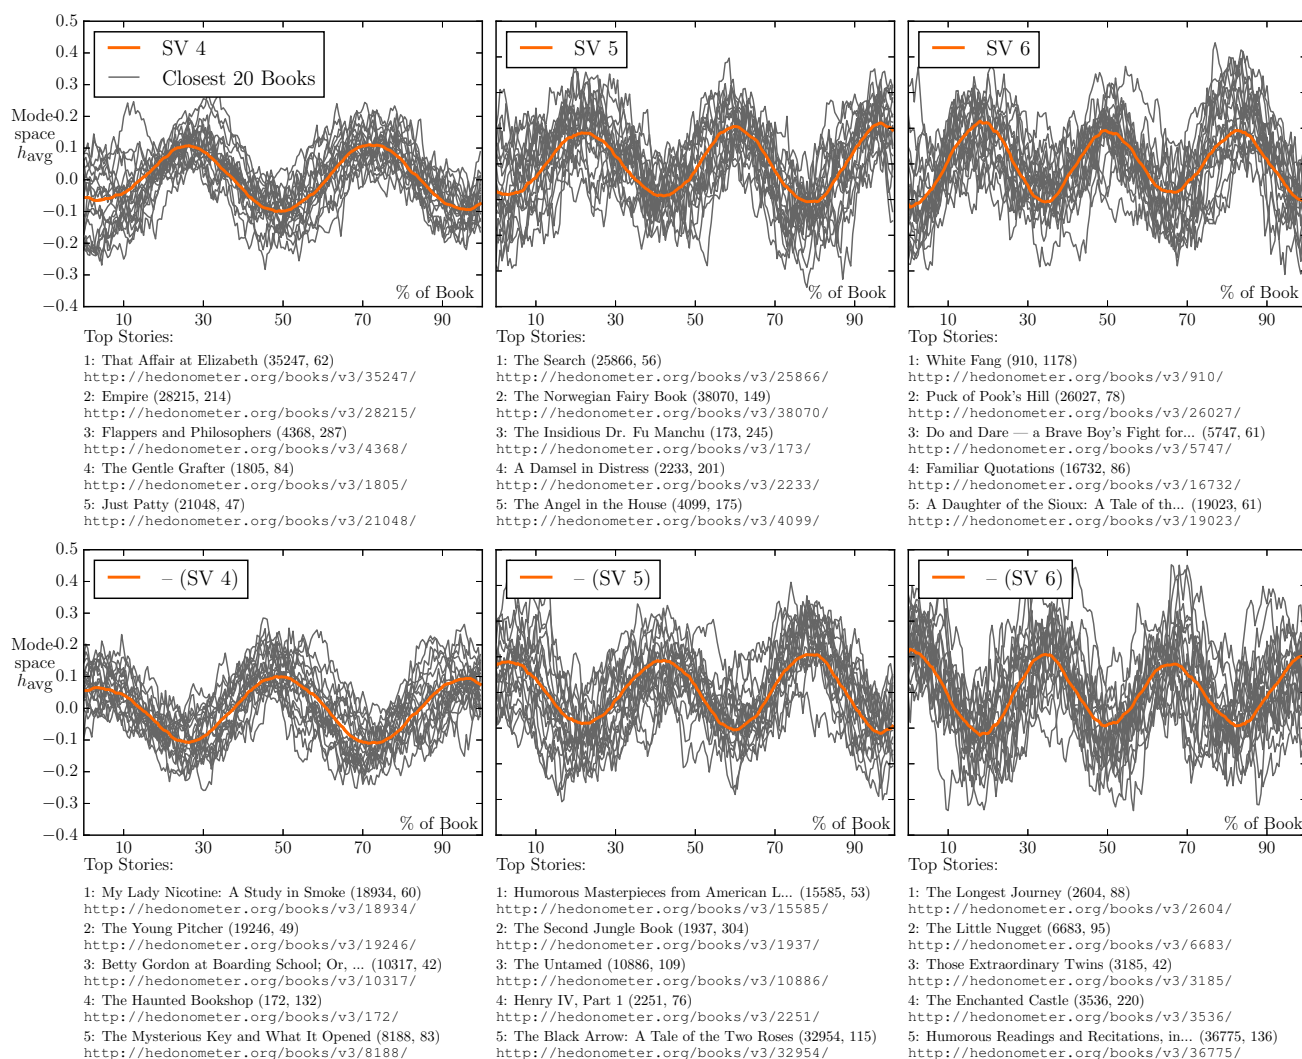 0.5
0.4
0.3
0.2
0.1
0.0
−0.1
−0.2
−0.3
−0.4
Mode
space
havg
SV 4
Closest 20 Books
% of Book
10 30 50 70 90
SV 5
10 30 50 70 90
SV 6
% of Book
% of Book
10 30 50 70 90
Top Stories:
1: That Affair at Elizabeth (35247, 62)
http://hedonometer.org/books/v3/35247/
2: Empire (28215, 214)
http://hedonometer.org/books/v3/28215/
3: Flappers and Philosophers (4368, 287)
http://hedonometer.org/books/v3/4368/
4: The Gentle Grafter (1805, 84)
http://hedonometer.org/books/v3/1805/
5: Just Patty (21048, 47)
http://hedonometer.org/books/v3/21048/
Top Stories:
1: The Search (25866, 56)
http://hedonometer.org/books/v3/25866/
2: The Norwegian Fairy Book (38070, 149)
http://hedonometer.org/books/v3/38070/
3: The Insidious Dr. Fu Manchu (173, 245)
http://hedonometer.org/books/v3/173/
4: A Damsel in Distress (2233, 201)
http://hedonometer.org/books/v3/2233/
5: The Angel in the House (4099, 175)
http://hedonometer.org/books/v3/4099/
Top Stories:
1: White Fang (910, 1178)
http://hedonometer.org/books/v3/910/
2: Puck of Pook's Hill (26027, 78)
http://hedonometer.org/books/v3/26027/
3: Do and Dare — a Brave Boy's Fight for... (5747, 61)
http://hedonometer.org/books/v3/5747/
4: Familiar Quotations (16732, 86)
http://hedonometer.org/books/v3/16732/
5: A Daughter of the Sioux: A Tale of th... (19023, 61)
http://hedonometer.org/books/v3/19023/
0.5
0.4
0.3
0.2
0.1
0.0
−0.1
−0.2
−0.3
−0.4
Mode
space
havg
– (SV 4)
% of Book
10 30 50 70 90
– (SV 5)
% of Book
10 30 50 70 90
– (SV 6)
% of Book
10 30 50 70 90
Top Stories:
1: My Lady Nicotine: A Study in Smoke (18934, 60)
http://hedonometer.org/books/v3/18934/
2: The Young Pitcher (19246, 49)
http://hedonometer.org/books/v3/19246/
3: Betty Gordon at Boarding School; Or, ... (10317, 42)
http://hedonometer.org/books/v3/10317/
4: The Haunted Bookshop (172, 132)
http://hedonometer.org/books/v3/172/
5: The Mysterious Key and What It Opened (8188, 83)
http://hedonometer.org/books/v3/8188/
Top Stories:
1: Humorous Masterpieces from American L... (15585, 53)
http://hedonometer.org/books/v3/15585/
2: The Second Jungle Book (1937, 304)
http://hedonometer.org/books/v3/1937/
3: The Untamed (10886, 109)
http://hedonometer.org/books/v3/10886/
4: Henry IV, Part 1 (2251, 76)
http://hedonometer.org/books/v3/2251/
5: The Black Arrow: A Tale of the Two Roses (32954, 115)
http://hedonometer.org/books/v3/32954/
Top Stories:
1: The Longest Journey (2604, 88)
http://hedonometer.org/books/v3/2604/
2: The Little Nugget (6683, 95)
http://hedonometer.org/books/v3/6683/
3: Those Extraordinary Twins (3185, 42)
http://hedonometer.org/books/v3/3185/
4: The Enchanted Castle (3536, 220)
http://hedonometer.org/books/v3/3536/
5: Humorous Readings and Recitations, in... (36775, 136)
http://hedonometer.org/books/v3/36775/